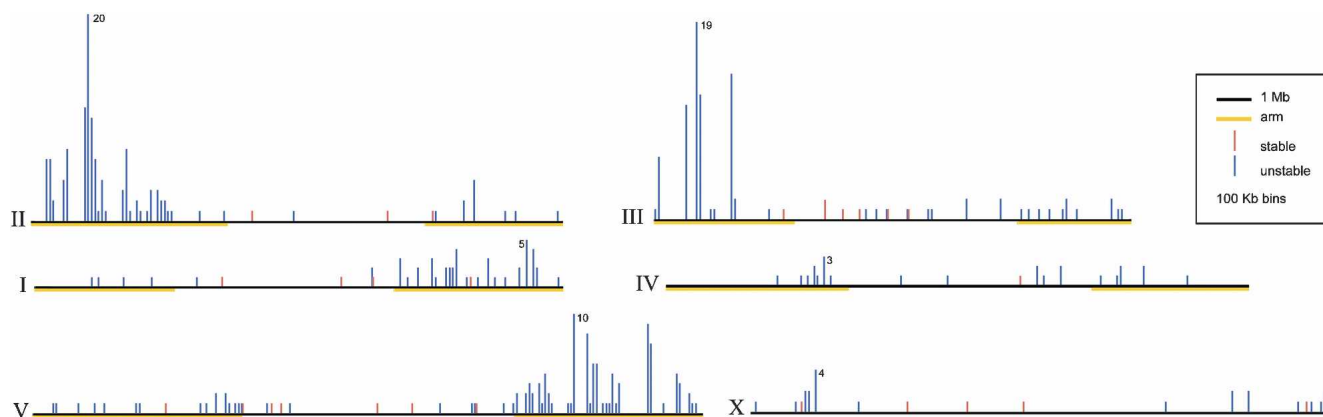 20
19
1 Mb
arm
stable
unstable
100 Kb bins
II
III
5
3
I
IV
10
4
V
X